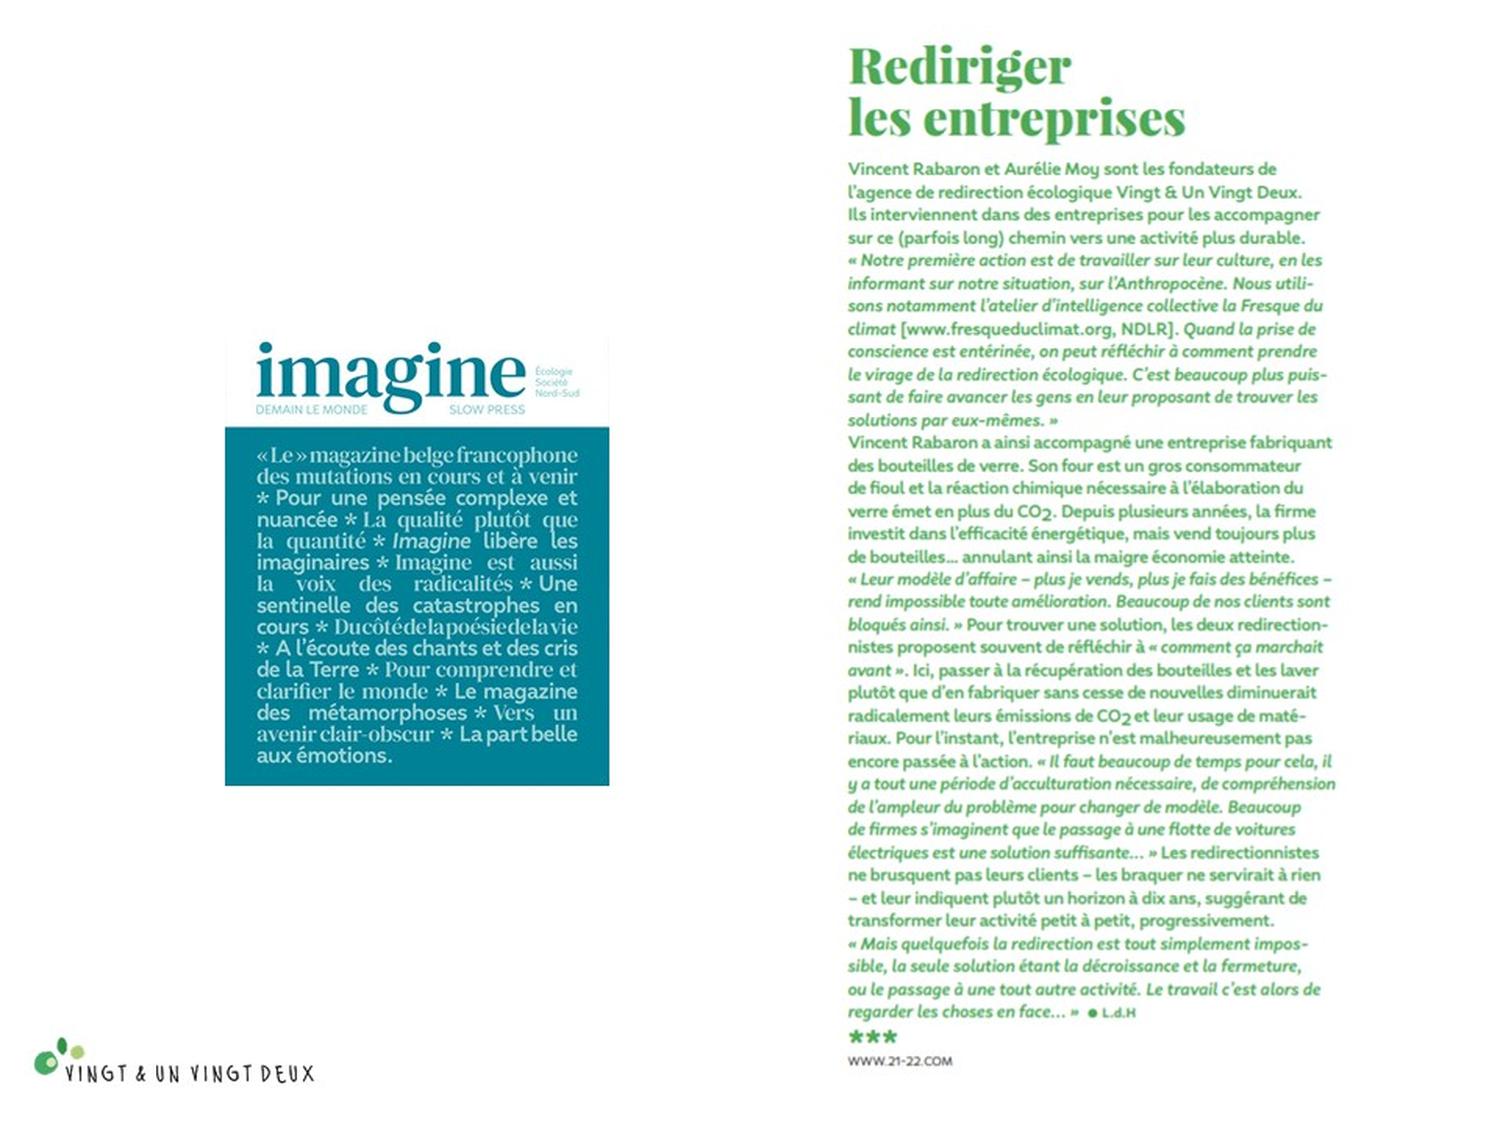 imagine
Écologie
Société
Nord-Sud
DEMAIN LE MONDE
SLOW PRESS
« Le » magazine belge francophone
des mutations en cours et à venir
* Pour une pensée complexe et
nuancée * La qualité plutôt que
la quantité * Imagine libère les
imaginaires * Imagine est aussi
la voix des radicalités * Une
sentinelle des catastrophes en
cours * Du côté de la poésie de la vie
* A l’écoute des chants et des cris
de la Terre * Pour comprendre et
clarifier le monde * Le magazine
des métamorphoses * Vers un
avenir clair-obscur * La part belle
aux émotions.
VINGT & UN VINGT DEUX
Rediriger
les entreprises
Vincent Rabaron et Aurélie Moy sont les fondateurs de
l’agence de redirection écologique Vingt & Un Vingt Deux.
Ils interviennent dans des entreprises pour les accompagner
sur ce (parfois long) chemin vers une activité plus durable.
« Notre première action est de travailler sur leur culture, en les
informant sur notre situation, sur l’Anthropocène. Nous utili-
sons notamment l’atelier d’intelligence collective la Fresque du
climat [www.fresqueduclimat.org, NDLR]. Quand la prise de
conscience est entérinée, on peut réfléchir à comment prendre
le virage de la redirection écologique. C’est beaucoup plus puis-
sant de faire avancer les gens en leur proposant de trouver les
solutions par eux-mêmes. »
Vincent Rabaron a ainsi accompagné une entreprise fabriquant
des bouteilles de verre. Son four est un gros consommateur
de fioul et la réaction chimique nécessaire à l’élaboration du
verre émet en plus du CO2. Depuis plusieurs années, la firme
investit dans l’efficacité énergétique, mais vend toujours plus
de bouteilles... annulant ainsi la maigre économie atteinte.
« Leur modèle d’affaire – plus je vends, plus je fais des bénéfices –
rend impossible toute amélioration. Beaucoup de nos clients sont
bloqués ainsi. » Pour trouver une solution, les deux redirection-
nistes proposent souvent de réfléchir à « comment ça marchait
avant ». Ici, passer à la récupération des bouteilles et les laver
plutôt que d’en fabriquer sans cesse de nouvelles diminuerait
radicalement leurs émissions de CO2 et leur usage de maté-
riaux. Pour l’instant, l’entreprise n’est malheureusement pas
encore passée à l’action. « Il faut beaucoup de temps pour cela, il
y a tout une période d’acculturation nécessaire, de compréhension
de l’ampleur du problème pour changer de modèle. Beaucoup
de firmes s’imaginent que le passage à une flotte de voitures
électriques est une solution suffisante... » Les redirectionnistes
ne brusquent pas leurs clients – les braquer ne servirait à rien
– et leur indiquent plutôt un horizon à dix ans, suggérant de
transformer leur activité petit à petit, progressivement.
« Mais quelquefois la redirection est tout simplement impos-
sible, la seule solution étant la décroissance et la fermeture,
ou le passage à une tout autre activité. Le travail c’est alors de
regarder les choses en face... » ● L.d.H
***
WWW.21-22.COM